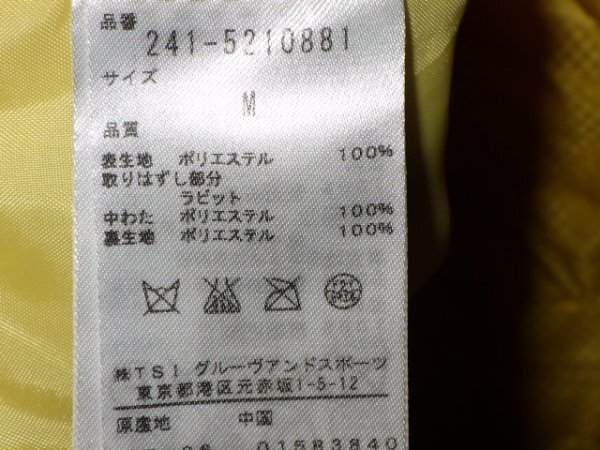 品番
241-5210881
サイズ
M
品質
表生地 ポリエステル 100%
取りはずし部分
ラビット
中わた ポリエステル 100%
裏生地 ポリエステル 100%
㈱TSI グルーヴアンドスポーツ
東京都港区元赤坂1-5-12
原産地 中国
01583840